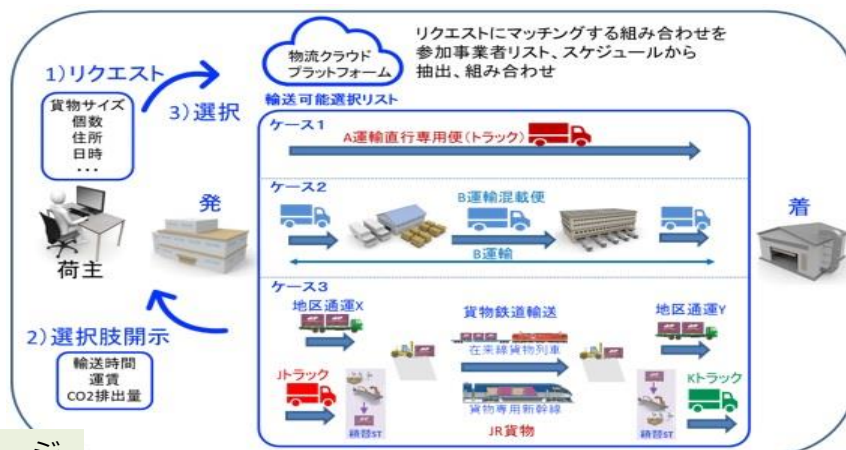 物流クラウド
プラットフォーム
リクエストにマッチングする組み合わせを
参加事業者リスト、スケジュールから
抽出、組み合わせ
1)リクエスト
貨物サイズ
個数
住所
日時
・・・
3)選択
輸送可能選択リスト
ケース1
A運輸直行専用便(トラック)
ケース2
B運輸混載便
B運輸
発
着
荷主
ケース3
地区通運X
貨物鉄道輸送
地区通運Y
在来線貨物列車
2)選択肢開示
輸送時間
運賃
CO2排出量
Jトラック
Kトラック
貨物専用新幹線
積替ST
積替ST
JR貨物